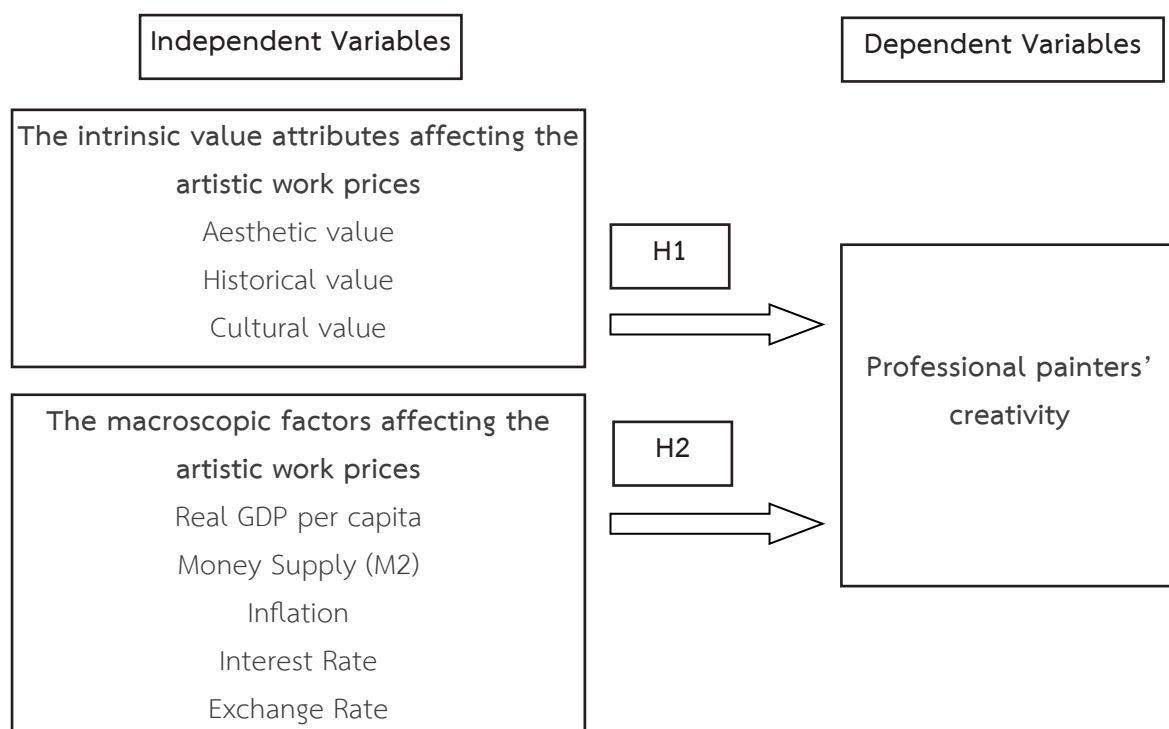 Independent Variables
Dependent Variables
The intrinsic value attributes affecting the
artistic work prices
Aesthetic value
Historical value
Cultural value
H1
The macroscopic factors affecting the
artistic work prices
Real GDP per capita
Money Supply (M2)
Inflation
Interest Rate
Exchange Rate
H2
Professional painters’
creativity